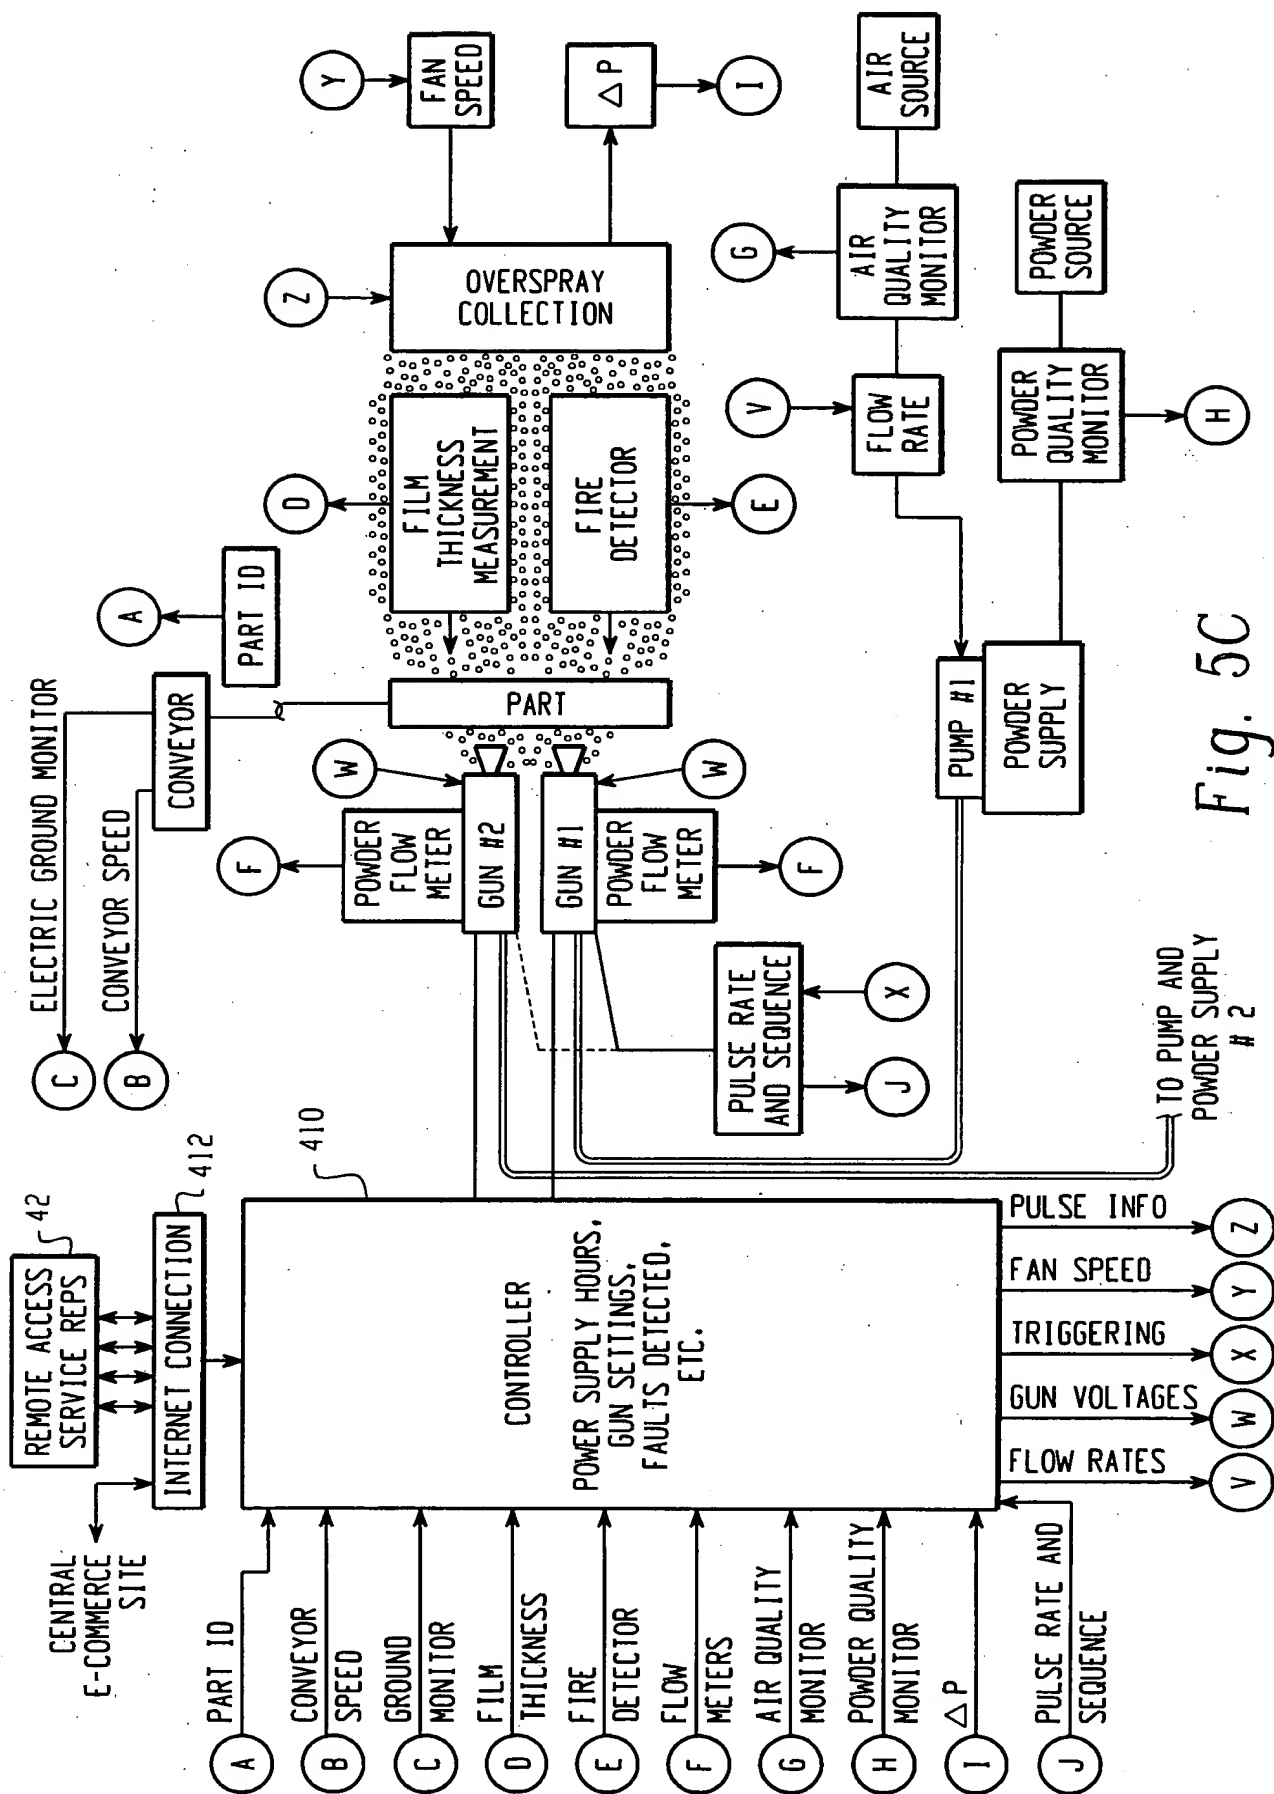 REMOTE ACCESS
SERVICE REPS
42
INTERNET CONNECTION
412
CENTRAL
E-COMMERCE
SITE
410
CONTROLLER
POWER SUPPLY HOURS,
GUN SETTINGS,
FAULTS DETECTED,
ETC.
A
PART ID
B
CONVEYOR
SPEED
C
GROUND
MONITOR
D
FILM
THICKNESS
E
FIRE
DETECTOR
F
FLOW
METERS
G
AIR QUALITY
MONITOR
H
POWDER QUALITY
MONITOR
I
△P
J
PULSE RATE AND
SEQUENCE
PULSE INFO
Z
FAN SPEED
Y
TRIGGERING
X
GUN VOLTAGES
W
FLOW RATES
V
C
ELECTRIC GROUND MONITOR
B
CONVEYOR SPEED
CONVEYOR
A
PART ID
F
POWDER
FLOW
METER
GUN #2
W
GUN #1
POWDER
FLOW
METER
W
F
PART
D
FILM
THICKNESS
MEASUREMENT
FIRE
DETECTOR
E
Z
OVERSPRAY
COLLECTION
Y
FAN
SPEED
△P
I
PULSE RATE
AND SEQUENCE
J
X
TO PUMP AND
POWDER SUPPLY
# 2
PUMP #1
POWDER
SUPPLY
V
FLOW
RATE
G
AIR
QUALITY
MONITOR
AIR
SOURCE
POWDER
QUALITY
MONITOR
H
POWDER
SOURCE
Fig. 5C